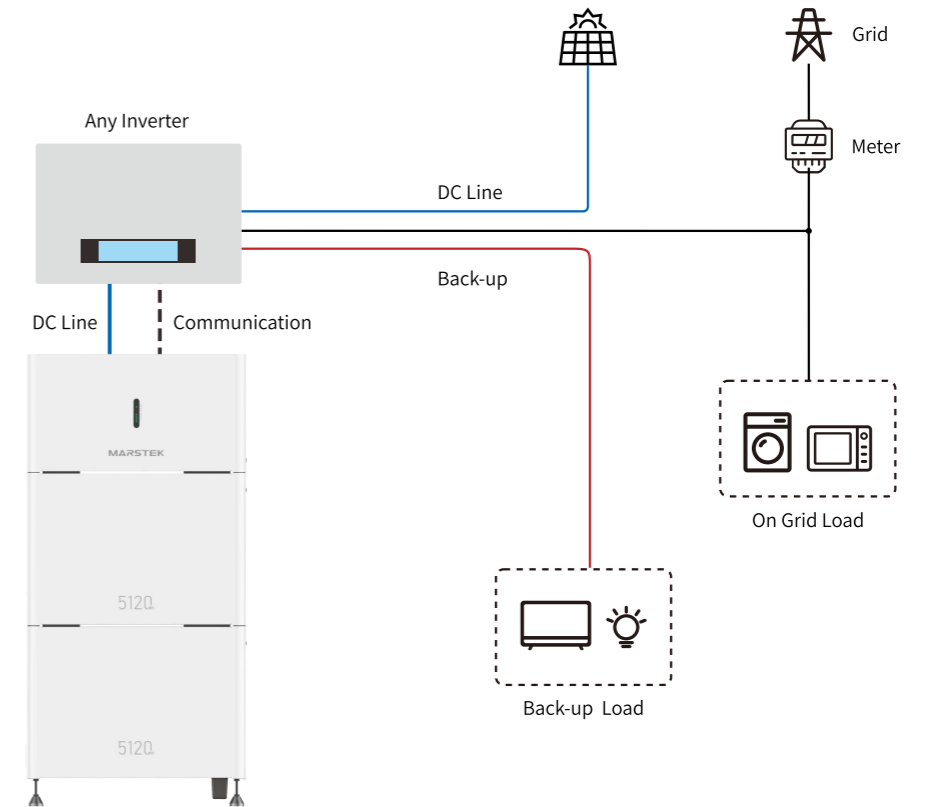 Grid
Any Inverter
Meter
DC Line
Back-up
DC Line
Communication
MARSTEK
On Grid Load
5120
Back-up Load
5120